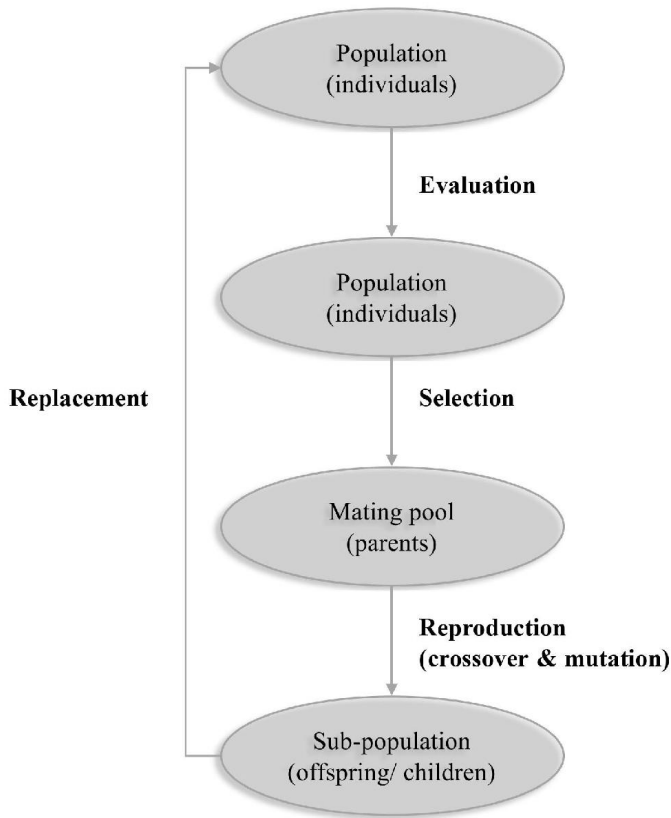 Population
(individuals)
Evaluation
Population
(individuals)
Replacement
Selection
Mating pool
(parents)
Reproduction
(crossover & mutation)
Sub-population
(offspring/ children)